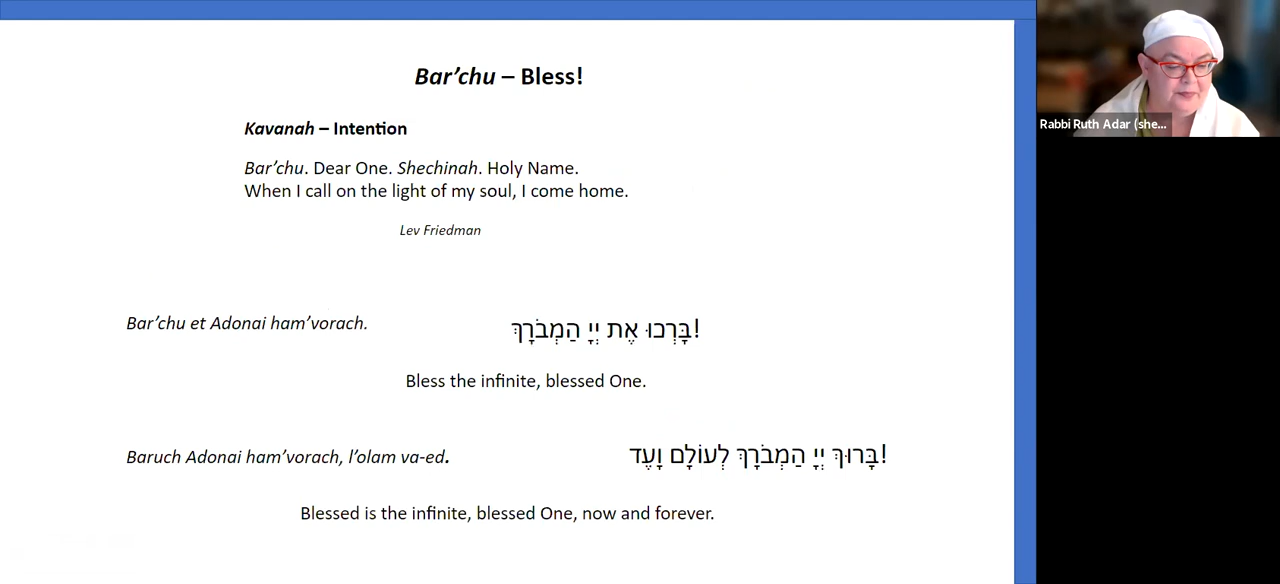 Bar’chu – Bless!
Kavanah – Intention
Bar’chu. Dear One. Shechinah. Holy Name.
When I call on the light of my soul, I come home.
Lev Friedman
Bar’chu et Adonai ham’vorach.
בָּרְכוּ אֶת יְיָ הַמְבֹרָךְ!
Bless the infinite, blessed One.
Baruch Adonai ham’vorach, l’olam va-ed.
בָּרוּךְ יְיָ הַמְבֹרָךְ לְעוֹלָם וָעֶד!
Blessed is the infinite, blessed One, now and forever.
Rabbi Ruth Adar (she...